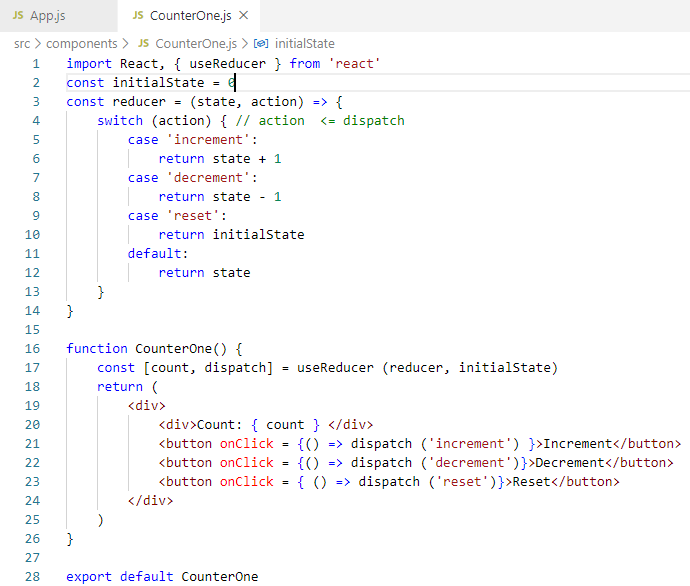 JS App.js JS CounterOne.js ×
src > components > JS CounterOne.js > initialState
1 import React, { useReducer } from 'react'
2 const initialState = 0
3 const reducer = (state, action) => {
4     switch (action) { // action  <= dispatch
5         case 'increment':
6             return state + 1
7         case 'decrement':
8             return state - 1
9         case 'reset':
10             return initialState
11         default:
12             return state
13     }
14 }
15
16 function CounterOne() {
17     const [count, dispatch] = useReducer (reducer, initialState)
18     return (
19         <div>
20             <div>Count: { count } </div>
21             <button onClick = {() => dispatch ('increment') }>Increment</button>
22             <button onClick = {() => dispatch ('decrement')}>Decrement</button>
23             <button onClick = { () => dispatch ('reset')}>Reset</button>
24         </div>
25     )
26 }
27
28 export default CounterOne